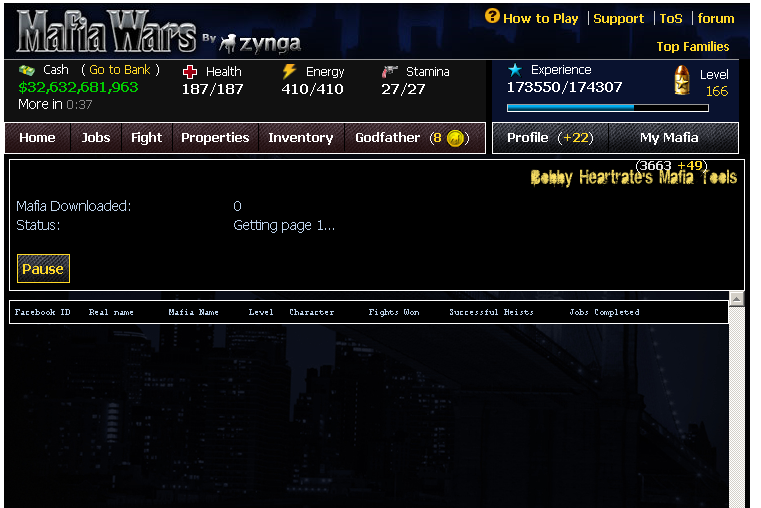 Mafia Wars By zynga
How to Play | Support | ToS | forum
Top Families
Cash ( Go to Bank ) Health Energy Stamina
$32,632,681,963 187/187 410/410 27/27
More in 0:37
Experience Level
173550/174307 166
Home Jobs Fight Properties Inventory Godfather (8 )
Profile (+22) My Mafia
(3663 +49)
Bobby Heartrate's Mafia Tools
Mafia Downloaded: 0
Status: Getting page 1...
Pause
Facebook ID Real name Mafia Name Level Character Fights Won Successful Heists Jobs Completed